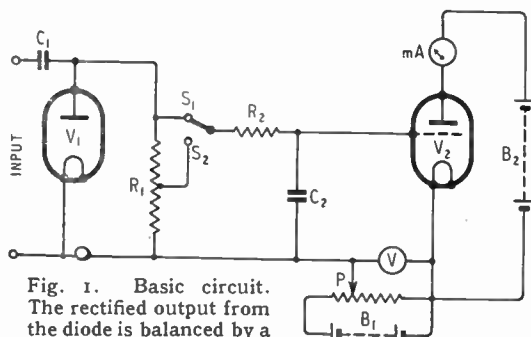 C1
mA
S1
R2
INPUT
V1
S2
V2
B2
R1
C2
V
P
B1
Fig. 1. Basic circuit.
The rectified output from
the diode is balanced by a